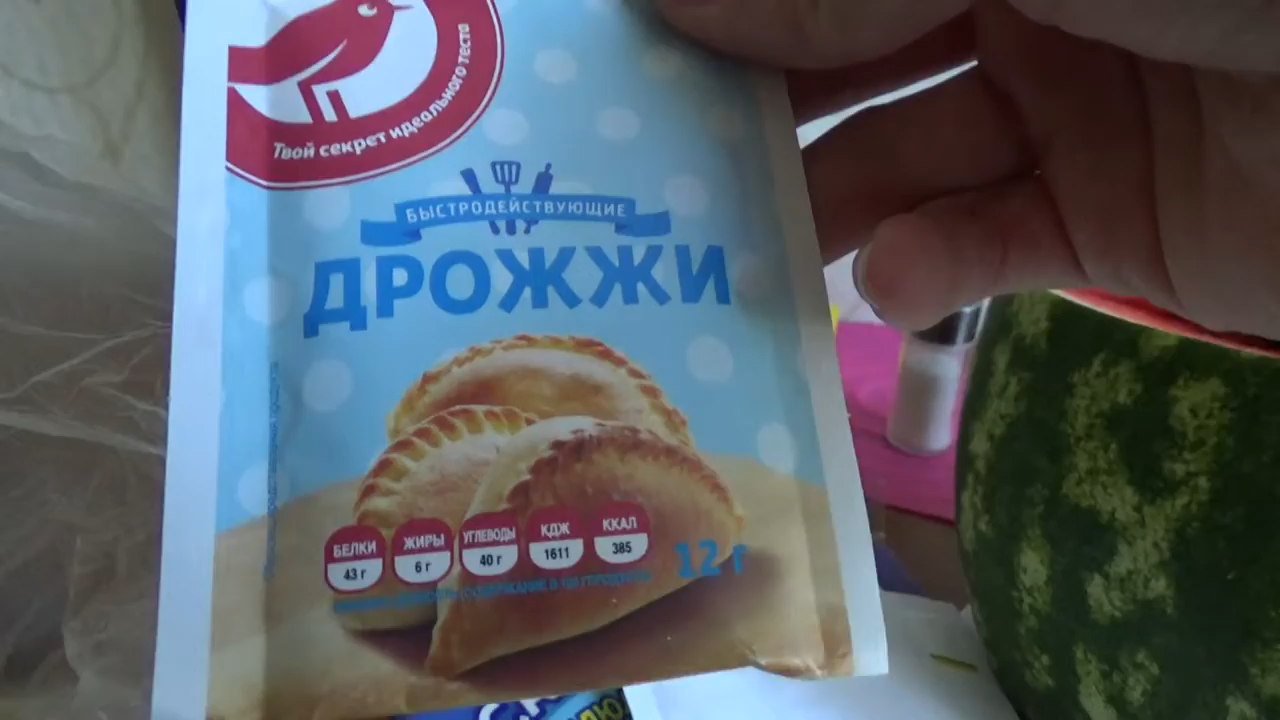 Твой секрет идеального теста
БЫСТРОДЕЙСТВУЮЩИЕ
ДРОЖЖИ
БЕЛКИ ЖИРЫ УГЛЕВОДЫ КДЖ ККАЛ
43 г 6 г 40 г 1611 385
12 г